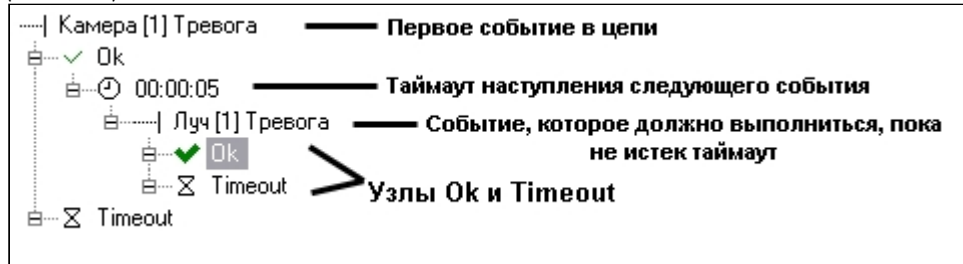 Камера [1] Тревога Первое событие в цепи
Ok
00:00:05 Таймаут наступления следующего события
Луч [1] Тревога Событие, которое должно выполниться, пока
не истек таймаут
Ok
Timeout Узлы Ok и Timeout
Timeout